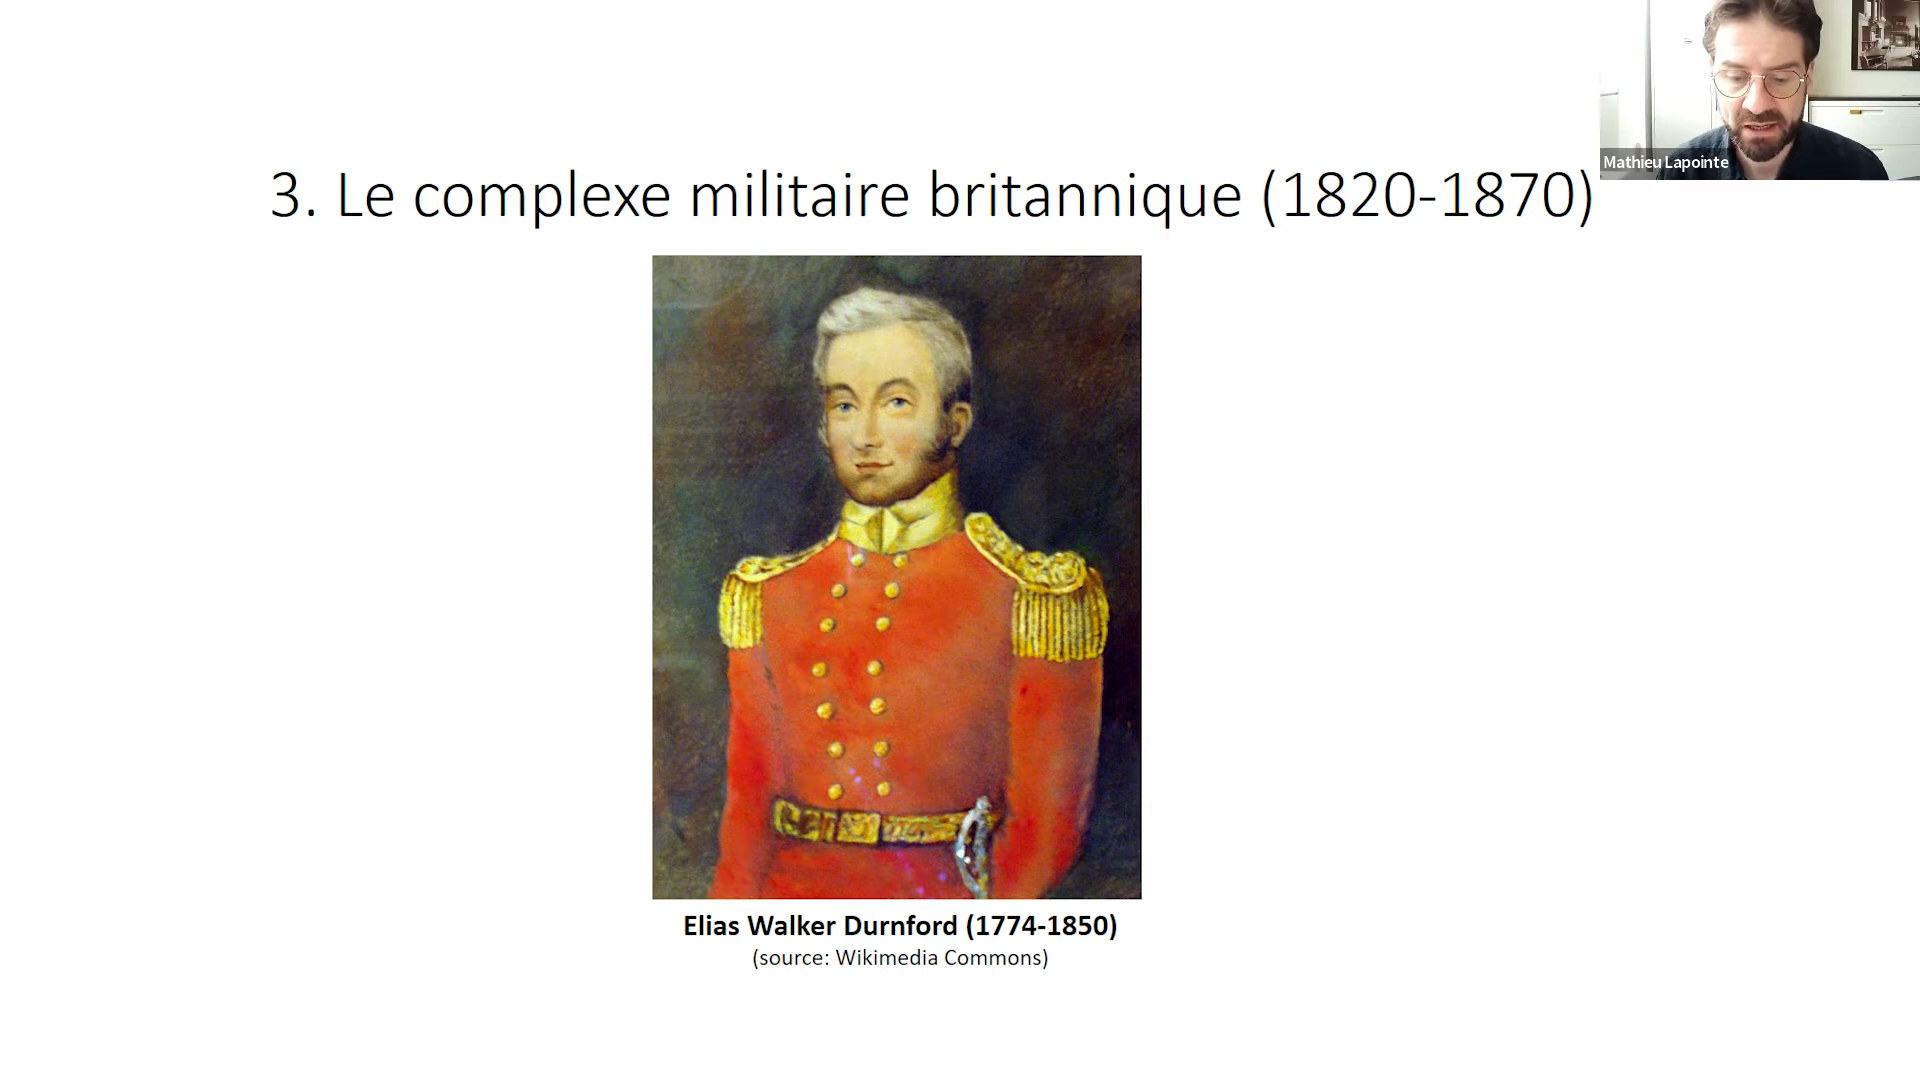 Mathieu Lapointe
3. Le complexe militaire britannique (1820-1870)
Elias Walker Durnford (1774-1850)
(source: Wikimedia Commons)